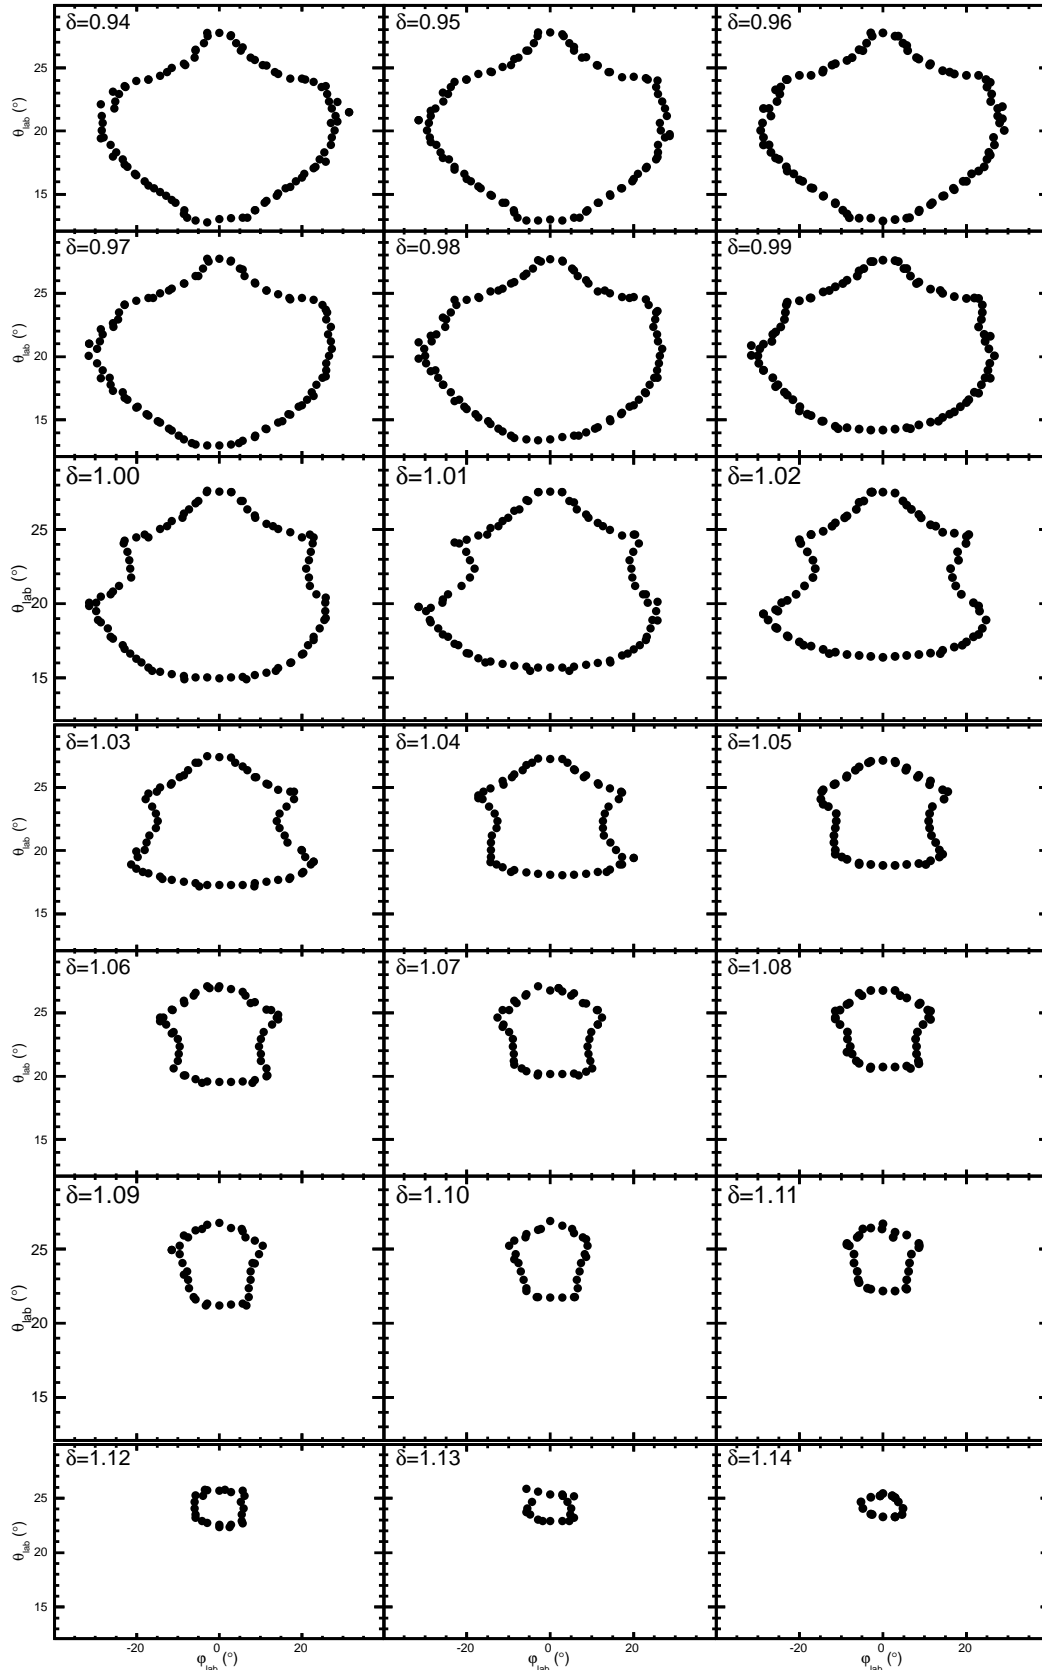 δ=0.94 δ=0.95 δ=0.96
25
20
15
θlab (°)
δ=0.97 δ=0.98 δ=0.99
25
20
15
θlab (°)
δ=1.00 δ=1.01 δ=1.02
25
20
15
θlab (°)
δ=1.03 δ=1.04 δ=1.05
25
20
15
θlab (°)
δ=1.06 δ=1.07 δ=1.08
25
20
15
θlab (°)
δ=1.09 δ=1.10 δ=1.11
25
20
15
θlab (°)
δ=1.12 δ=1.13 δ=1.14
25
20
15
θlab (°)
-20 0 20 -20 0 20 -20 0 20
φlab (°) φlab (°) φlab (°)